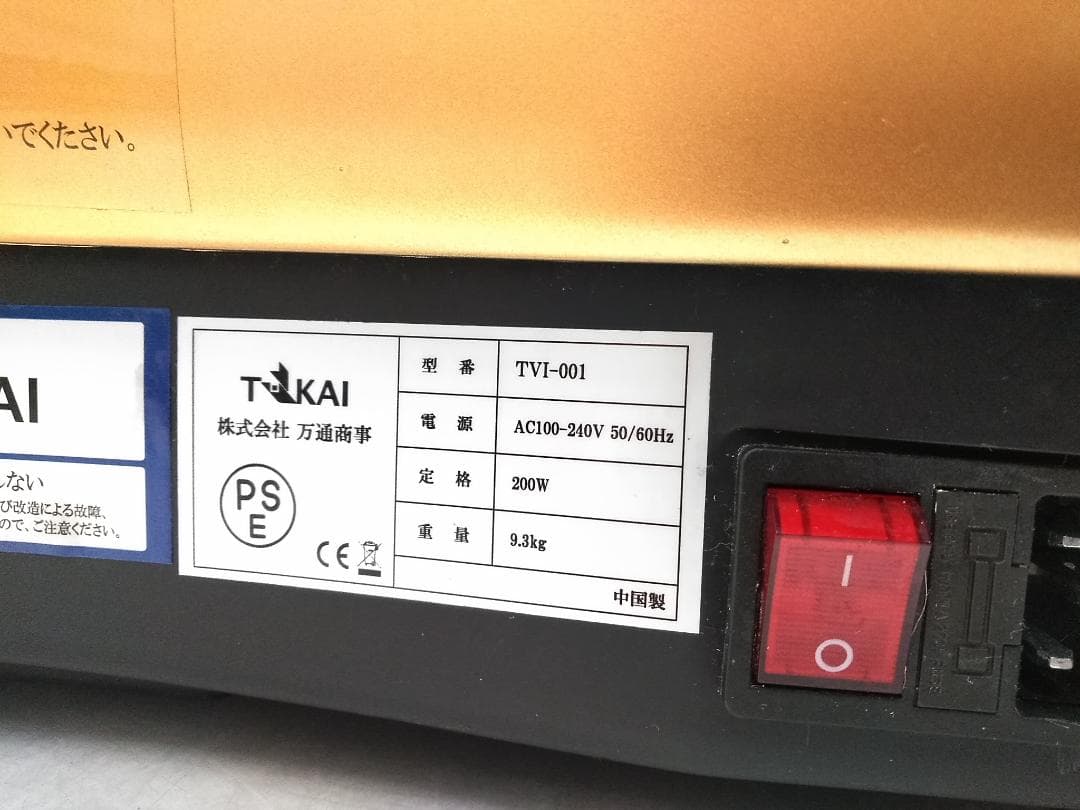 いでください。
AI
しない
び改造による故障、
ので、ご注意ください。
TOKAI
株式会社 万通商事
PS
E
CE
型 番 TVI-001
電 源 AC100-240V 50/60Hz
定 格 200W
重 量 9.3kg
中国製
I
O